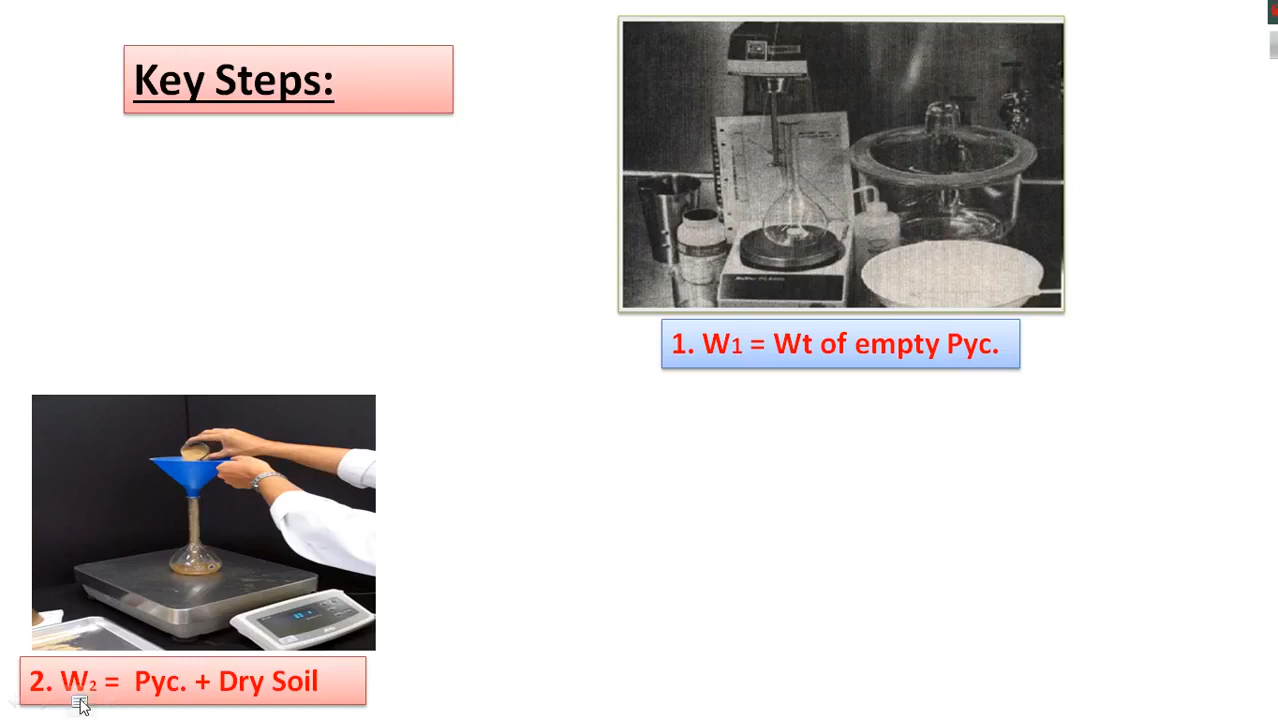 Key Steps:
1. W1 = Wt of empty Pyc.
2. W2 = Pyc. + Dry Soil